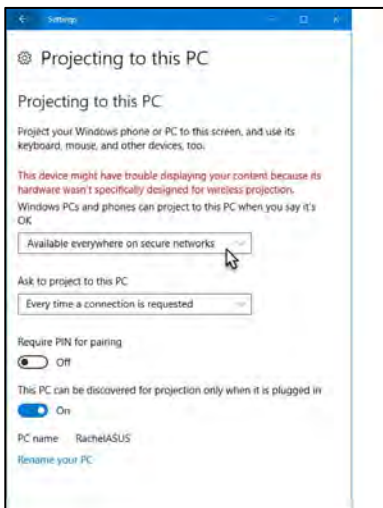 Settings
Projecting to this PC
Projecting to this PC
Project your Windows phone or PC to this screen, and use its
keyboard, mouse, and other devices, too.
This device might have trouble displaying your content because its
hardware wasn't specifically designed for wireless projection.
Windows PCs and phones can project to this PC when you say it's
OK
Available everywhere on secure networks
Ask to project to this PC
Every time a connection is requested
Require PIN for pairing
Off
This PC can be discovered for projection only when it is plugged in
On
PC name RachelASUS
Rename your PC